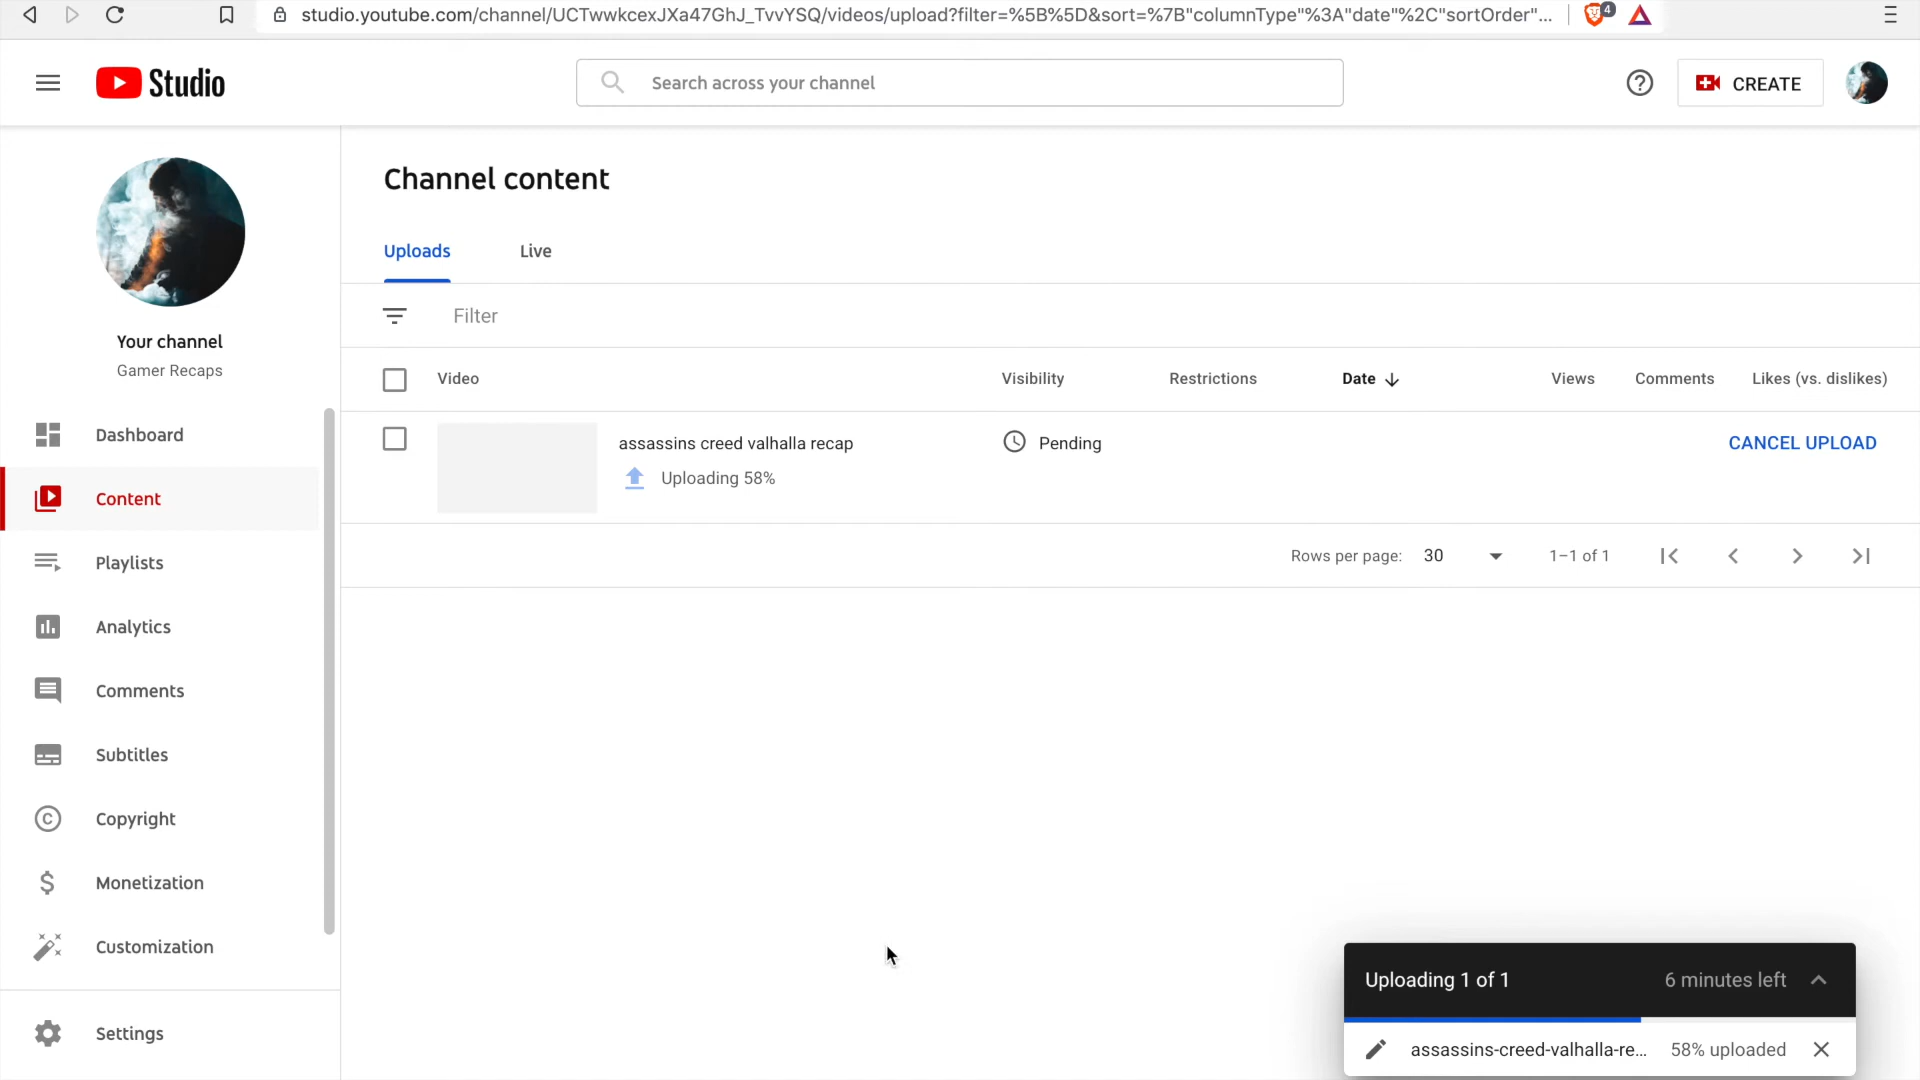 studio.youtube.com/channel/UCTwwkcexJXa47GhJ_TvvYSQ/videos/upload?filter=%5B%5D&sort=%7B"columnType"%3A"date"%2C"sortOrder"...
4
Studio
Search across your channel
CREATE
Your channel
Gamer Recaps
Dashboard
Content
Playlists
Analytics
Comments
Subtitles
Copyright
Monetization
Customization
Settings
Channel content
Uploads Live
Filter
Video Visibility Restrictions Date Views Comments Likes (vs. dislikes)
assassins creed valhalla recap Pending CANCEL UPLOAD
Uploading 58%
Rows per page: 30 1–1 of 1
Uploading 1 of 1 6 minutes left
assassins-creed-valhalla-re... 58% uploaded